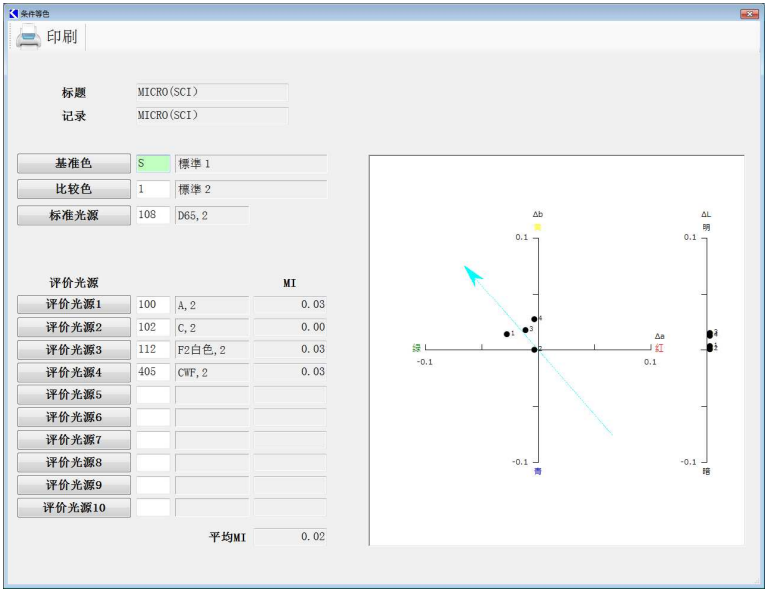 条件等色
印刷
标题 MICRO(SCI)
记录 MICRO(SCI)
基准色 S 標準 1
比较色 1 標準 2
标准光源 108 D65, 2
评价光源 MI
评价光源1 100 A, 2 0.03
评价光源2 102 C, 2 0.00
评价光源3 112 F2白色, 2 0.03
评价光源4 405 CWF, 2 0.03
评价光源5
评价光源6
评价光源7
评价光源8
评价光源9
评价光源10
平均MI 0.02
Δb ΔL
黄 明
0.1 0.1
4
3
1
2
Δa
绿 红
-0.1 0.1
-0.1 -0.1
青 暗